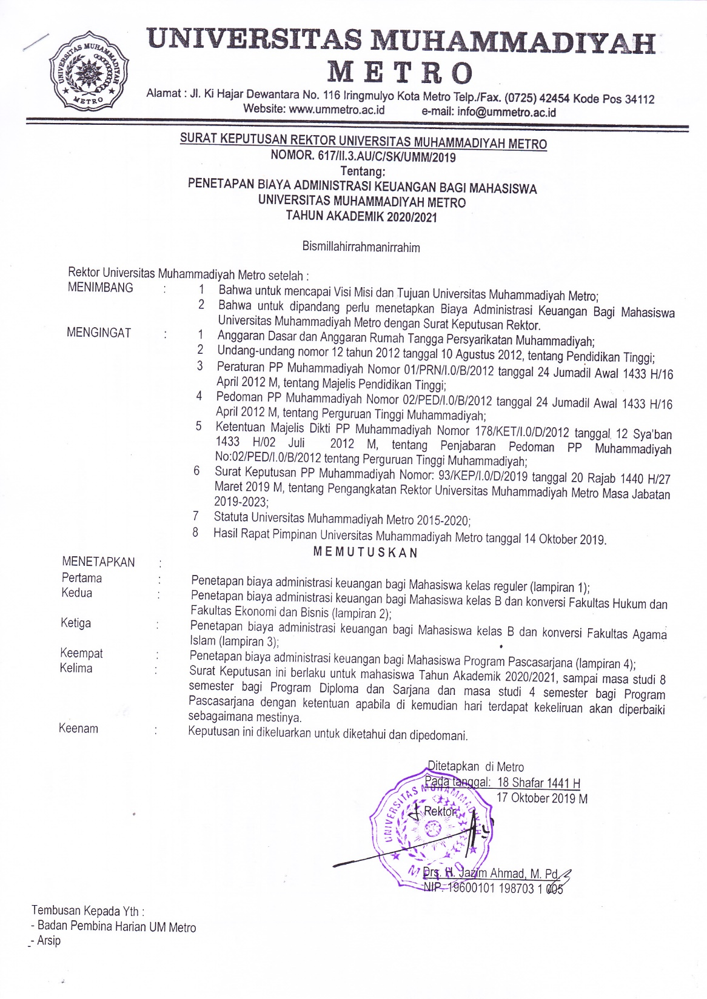 UNIVERSITAS MUHAMMADIYAH
METRO
UNIVERSITAS MUHAMMADIYAH
METRO
Alamat : Jl. Ki Hajar Dewantara No. 116 Iringmulyo Kota Metro Telp./Fax. (0725) 42454 Kode Pos 34112
Website: www.ummetro.ac.id e-mail: info@ummetro.ac.id
SURAT KEPUTUSAN REKTOR UNIVERSITAS MUHAMMADIYAH METRO
NOMOR. 617/II.3.AU/C/SK/UMM/2019
Tentang:
PENETAPAN BIAYA ADMINISTRASI KEUANGAN BAGI MAHASISWA
UNIVERSITAS MUHAMMADIYAH METRO
TAHUN AKADEMIK 2020/2021
Bismillahirrahmanirrahim
Rektor Universitas Muhammadiyah Metro setelah :
MENIMBANG : 1 Bahwa untuk mencapai Visi Misi dan Tujuan Universitas Muhammadiyah Metro;
2 Bahwa untuk dipandang perlu menetapkan Biaya Administrasi Keuangan Bagi Mahasiswa
Universitas Muhammadiyah Metro dengan Surat Keputusan Rektor.
MENGINGAT : 1 Anggaran Dasar dan Anggaran Rumah Tangga Persyarikatan Muhammadiyah;
2 Undang-undang nomor 12 tahun 2012 tanggal 10 Agustus 2012, tentang Pendidikan Tinggi;
3 Peraturan PP Muhammadiyah Nomor 01/PRN/I.0/B/2012 tanggal 24 Jumadil Awal 1433 H/16
April 2012 M, tentang Majelis Pendidikan Tinggi;
4 Pedoman PP Muhammadiyah Nomor 02/PED/I.0/B/2012 tanggal 24 Jumadil Awal 1433 H/16
April 2012 M, tentang Perguruan Tinggi Muhammadiyah;
5 Ketentuan Majelis Dikti PP Muhammadiyah Nomor 178/KET/I.0/D/2012 tanggal 12 Sya'ban
1433 H/02 Juli 2012 M, tentang Penjabaran Pedoman PP Muhammadiyah
No:02/PED/I.0/B/2012 tentang Perguruan Tinggi Muhammadiyah;
6 Surat Keputusan PP Muhammadiyah Nomor: 93/KEP/I.0/D/2019 tanggal 20 Rajab 1440 H/27
Maret 2019 M, tentang Pengangkatan Rektor Universitas Muhammadiyah Metro Masa Jabatan
2019-2023;
7 Statuta Universitas Muhammadiyah Metro 2015-2020;
8 Hasil Rapat Pimpinan Universitas Muhammadiyah Metro tanggal 14 Oktober 2019.
MEMUTUSKAN
MENETAPKAN :
Pertama : Penetapan biaya administrasi keuangan bagi Mahasiswa kelas reguler (lampiran 1);
Kedua : Penetapan biaya administrasi keuangan bagi Mahasiswa kelas B dan konversi Fakultas Hukum dan
Fakultas Ekonomi dan Bisnis (lampiran 2);
Ketiga : Penetapan biaya administrasi keuangan bagi Mahasiswa kelas B dan konversi Fakultas Agama
Islam (lampiran 3);
Keempat : Penetapan biaya administrasi keuangan bagi Mahasiswa Program Pascasarjana (lampiran 4);
Kelima : Surat Keputusan ini berlaku untuk mahasiswa Tahun Akademik 2020/2021, sampai masa studi 8
semester bagi Program Diploma dan Sarjana dan masa studi 4 semester bagi Program
Pascasarjana dengan ketentuan apabila di kemudian hari terdapat kekeliruan akan diperbaiki
sebagaimana mestinya.
Keenam : Keputusan ini dikeluarkan untuk diketahui dan dipedomani.
Ditetapkan di Metro
Pada tanggal: 18 Shafar 1441 H
17 Oktober 2019 M
Rektor,
UNIVERSITAS MUHAMMADIYAH
METRO
Drs. H. Jazim Ahmad, M. Pd.
NIP. 19600101 198703 1 005
Tembusan Kepada Yth :
- Badan Pembina Harian UM Metro
- Arsip